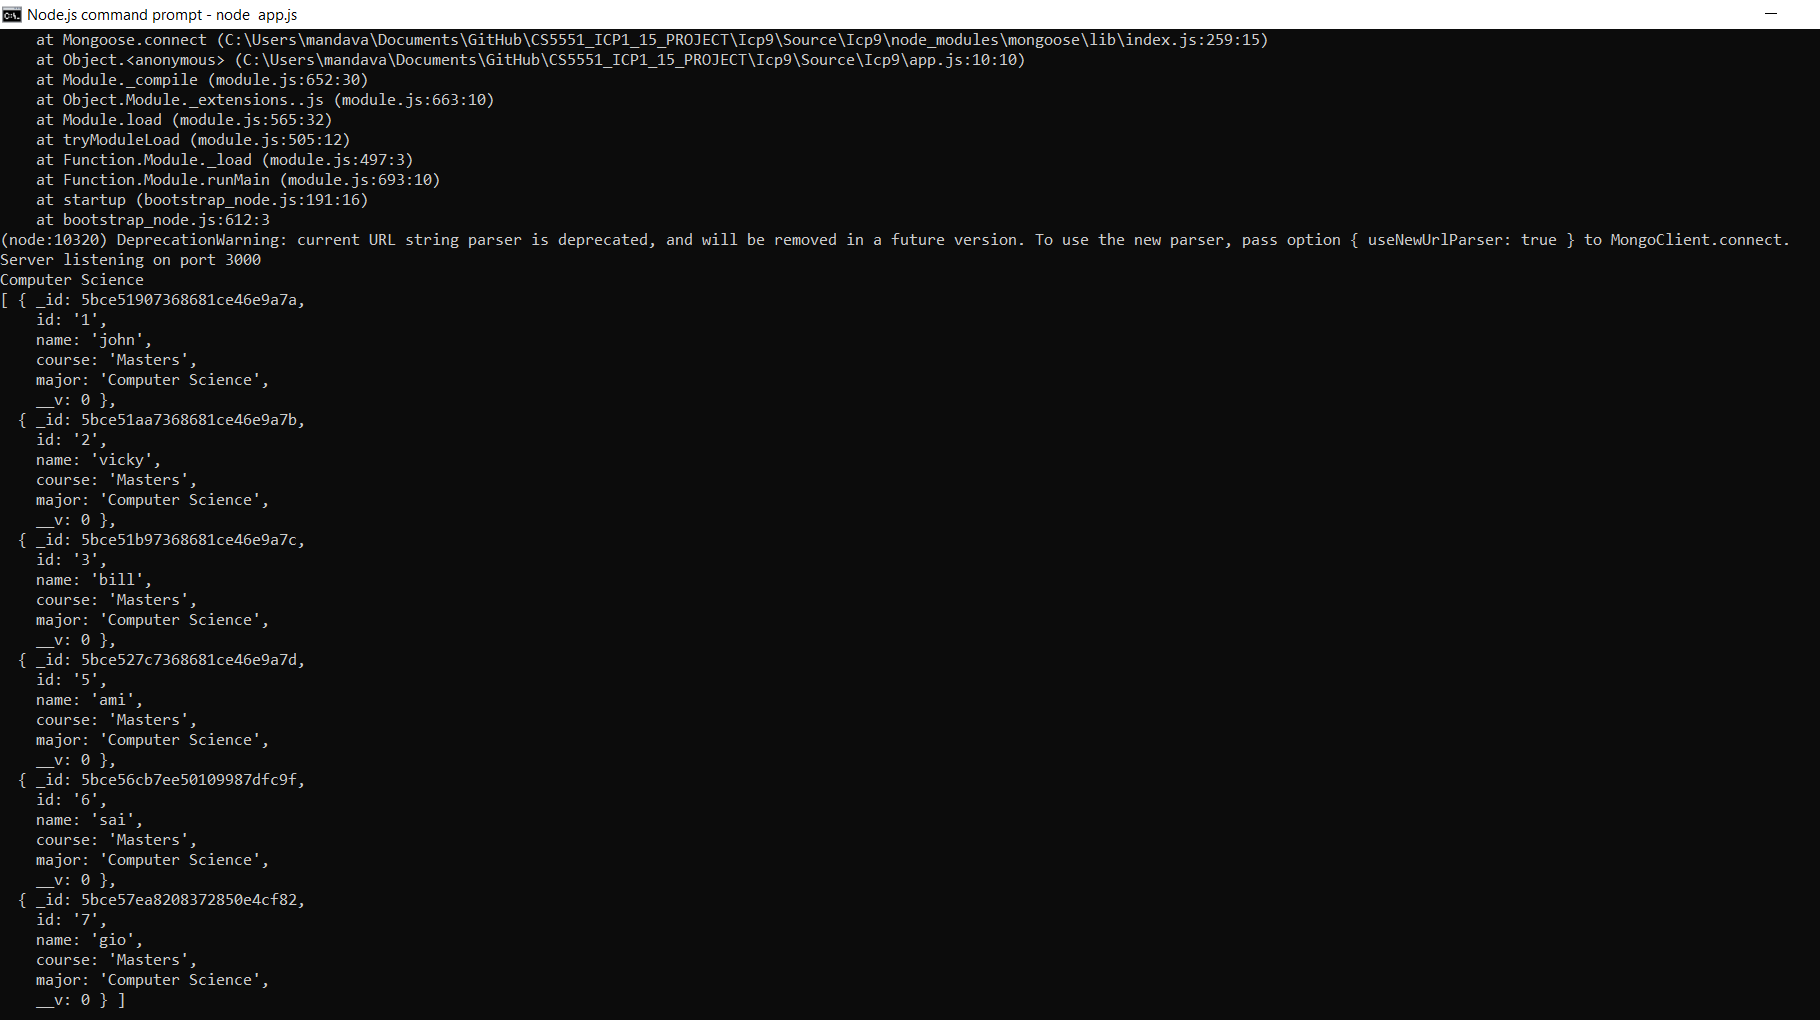 Node.js command prompt - node  app.js
    at Mongoose.connect (C:\Users\mandava\Documents\GitHub\CS5551_ICP1_15_PROJECT\Icp9\Source\Icp9\node_modules\mongoose\lib\index.js:259:15)
    at Object.<anonymous> (C:\Users\mandava\Documents\GitHub\CS5551_ICP1_15_PROJECT\Icp9\Source\Icp9\app.js:10:10)
    at Module._compile (module.js:652:30)
    at Object.Module._extensions..js (module.js:663:10)
    at Module.load (module.js:565:32)
    at tryModuleLoad (module.js:505:12)
    at Function.Module._load (module.js:497:3)
    at Function.Module.runMain (module.js:693:10)
    at startup (bootstrap_node.js:191:16)
    at bootstrap_node.js:612:3
(node:10320) DeprecationWarning: current URL string parser is deprecated, and will be removed in a future version. To use the new parser, pass option { useNewUrlParser: true } to MongoClient.connect.
Server listening on port 3000
Computer Science
[ { _id: 5bce51907368681ce46e9a7a,
    id: '1',
    name: 'john',
    course: 'Masters',
    major: 'Computer Science',
    __v: 0 },
  { _id: 5bce51aa7368681ce46e9a7b,
    id: '2',
    name: 'vicky',
    course: 'Masters',
    major: 'Computer Science',
    __v: 0 },
  { _id: 5bce51b97368681ce46e9a7c,
    id: '3',
    name: 'bill',
    course: 'Masters',
    major: 'Computer Science',
    __v: 0 },
  { _id: 5bce527c7368681ce46e9a7d,
    id: '5',
    name: 'ami',
    course: 'Masters',
    major: 'Computer Science',
    __v: 0 },
  { _id: 5bce56cb7ee50109987dfc9f,
    id: '6',
    name: 'sai',
    course: 'Masters',
    major: 'Computer Science',
    __v: 0 },
  { _id: 5bce57ea8208372850e4cf82,
    id: '7',
    name: 'gio',
    course: 'Masters',
    major: 'Computer Science',
    __v: 0 } ]